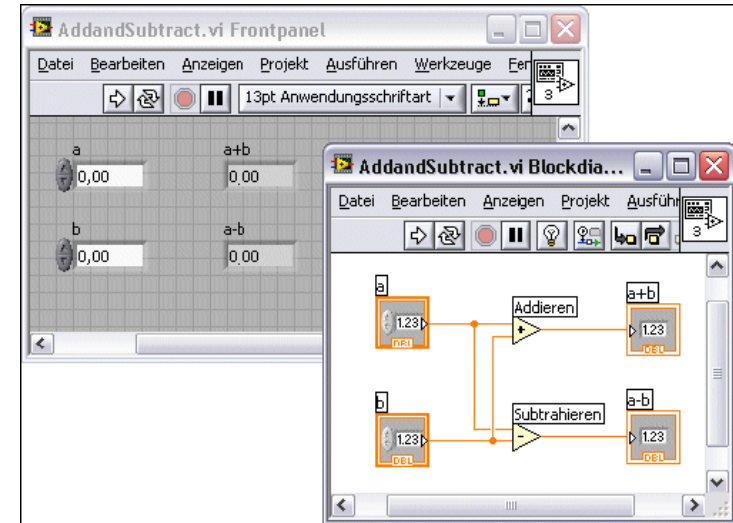 AddandSubtract.vi Frontpanel
Datei Bearbeiten Anzeigen Projekt Ausführen Werkzeuge Fer
13pt Anwendungsschriftart
3
a
0,00
a+b
0,00
b
0,00
a-b
0,00
AddandSubtract.vi Blockdia...
Datei Bearbeiten Anzeigen Projekt Ausführ
3
a
1.23
DBL
Addieren
+
a+b
1.23
DBL
b
1.23
DBL
Subtrahieren
-
a-b
1.23
DBL